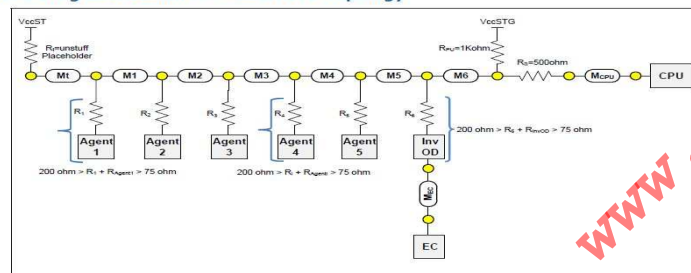 VccST
VccSTG
Rt=unstuff
Placeholder
RPU=1Kohm
RS=500ohm
Mt
M1
M2
M3
M4
M5
M6
MCPU
CPU
R1
R2
R3
R4
R5
R6
Agent
1
Agent
2
Agent
3
Agent
4
Agent
5
Inv
OD
200 ohm > R6 + RInvOD > 75 ohm
200 ohm > R1 + RAgent1 > 75 ohm
200 ohm > Ri + RAgenti > 75 ohm
MEC
EC
www